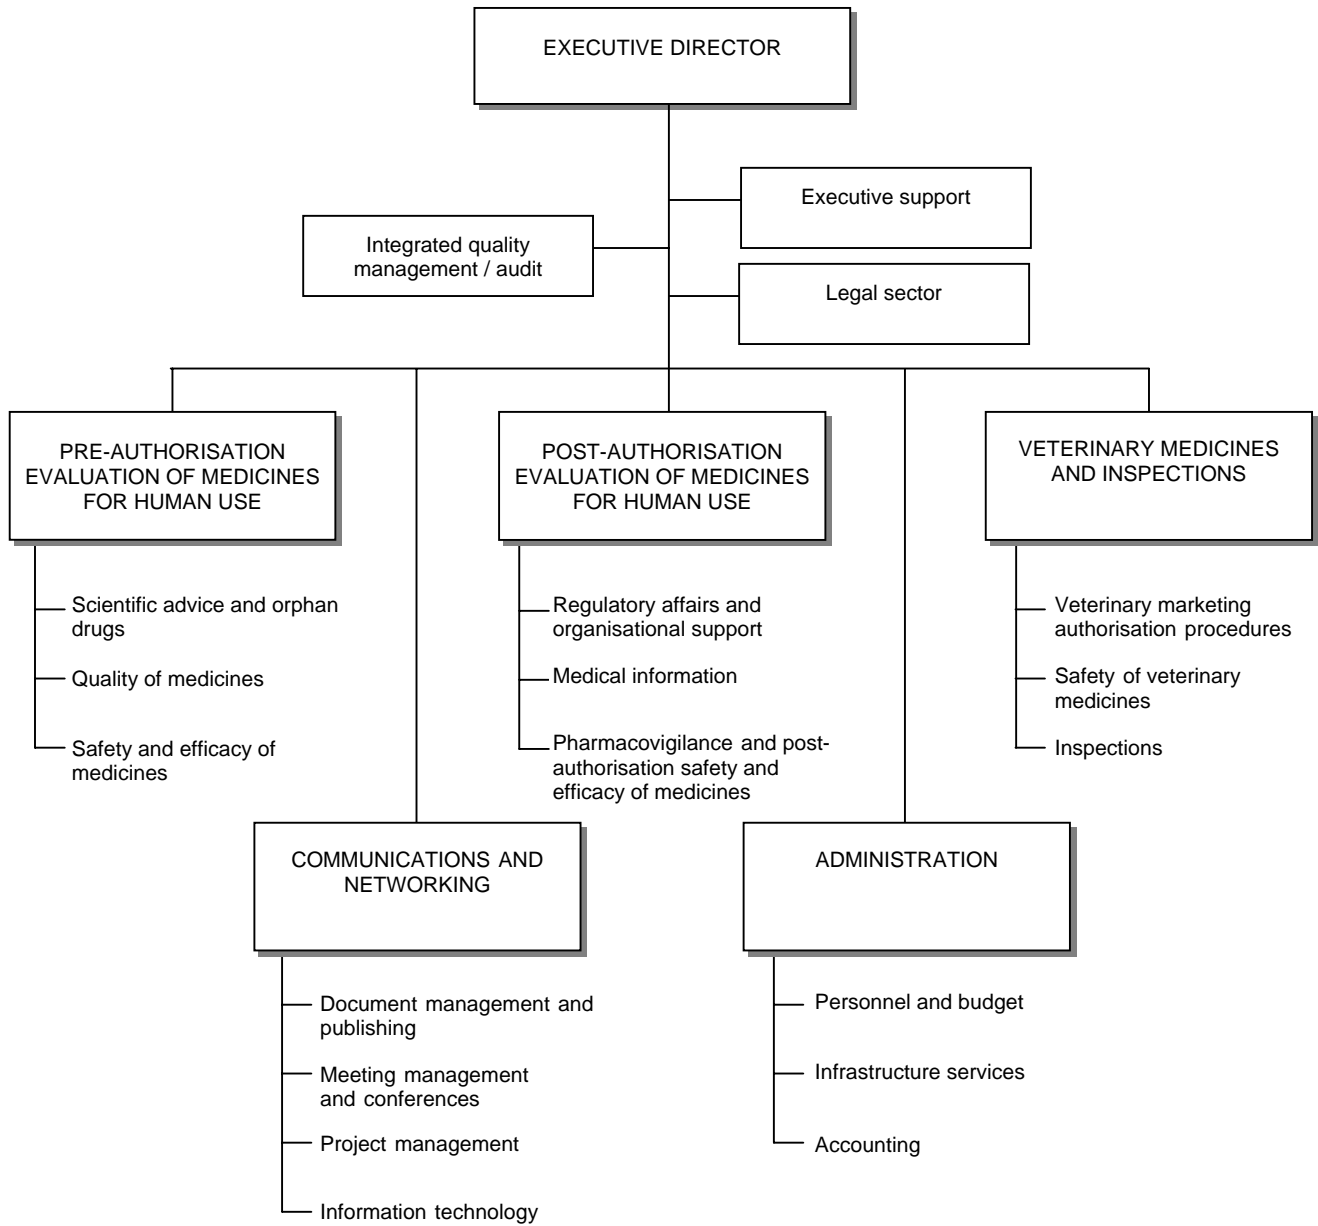 EXECUTIVE DIRECTOR
Executive support
Integrated quality
management / audit
Legal sector
PRE-AUTHORISATION
EVALUATION OF MEDICINES
FOR HUMAN USE
Scientific advice and orphan
drugs
Quality of medicines
Safety and efficacy of
medicines
POST-AUTHORISATION
EVALUATION OF MEDICINES
FOR HUMAN USE
Regulatory affairs and
organisational support
Medical information
Pharmacovigilance and post-
authorisation safety and
efficacy of medicines
VETERINARY MEDICINES
AND INSPECTIONS
Veterinary marketing
authorisation procedures
Safety of veterinary
medicines
Inspections
COMMUNICATIONS AND
NETWORKING
Document management and
publishing
Meeting management
and conferences
Project management
Information technology
ADMINISTRATION
Personnel and budget
Infrastructure services
Accounting